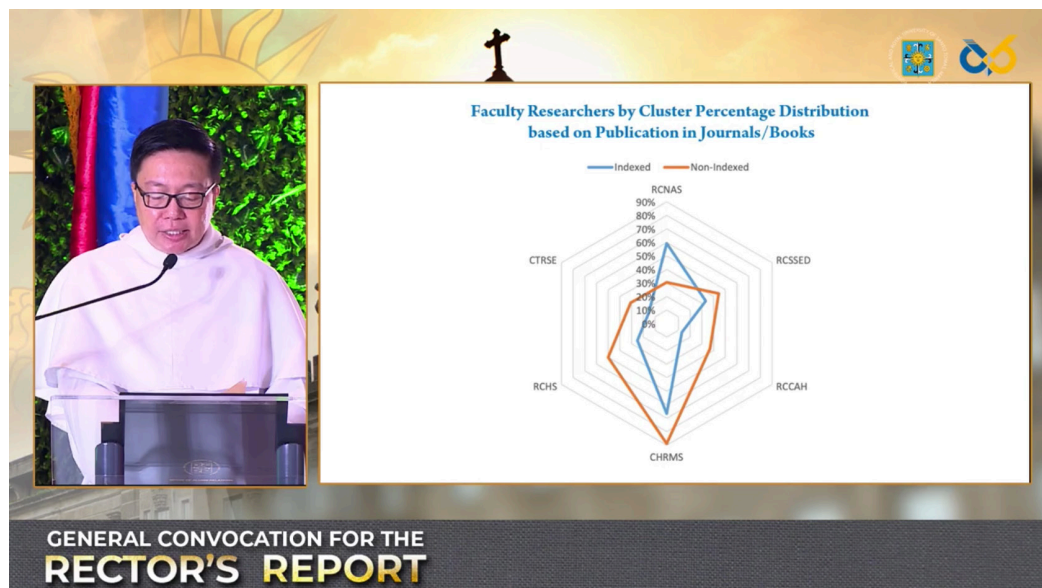 Faculty Researchers by Cluster Percentage Distribution
based on Publication in Journals/Books
Indexed
Non-Indexed
RCNAS
90%
80%
70%
60%
50%
40%
30%
20%
10%
0%
CTRSE
RCSSED
RCHS
RCCAH
CHRMS
GENERAL CONVOCATION FOR THE
RECTOR'S REPORT